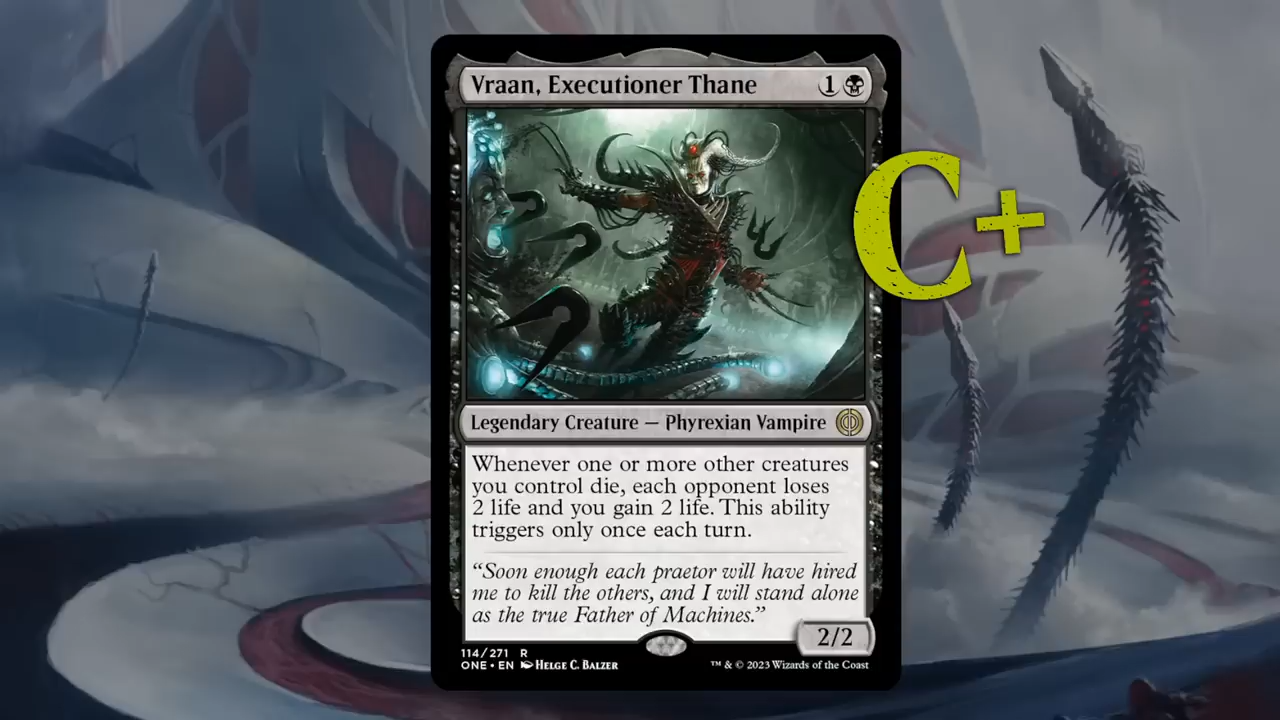 Vraan, Executioner Thane 1
C+
Legendary Creature — Phyrexian Vampire
Whenever one or more other creatures
you control die, each opponent loses
2 life and you gain 2 life. This ability
triggers only once each turn.
“Soon enough each praetor will have hired
me to kill the others, and I will stand alone
as the true Father of Machines.”
2/2
114/271 R
ONE • EN Helge C. Balzer
™ & © 2023 Wizards of the Coast